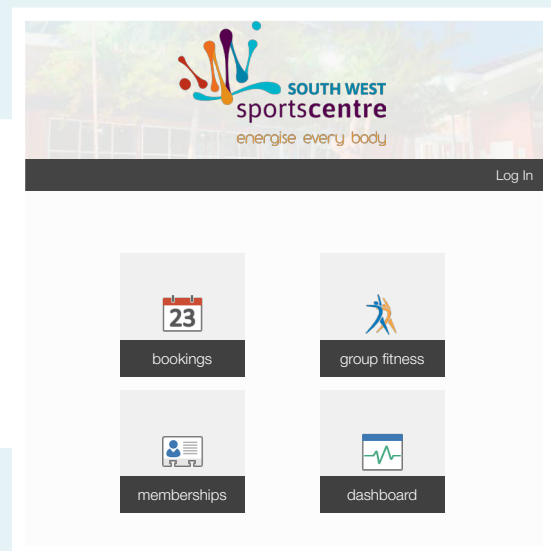 SOUTH WEST
sportscentre
energise every body
Log In
23
bookings
group fitness
memberships
dashboard